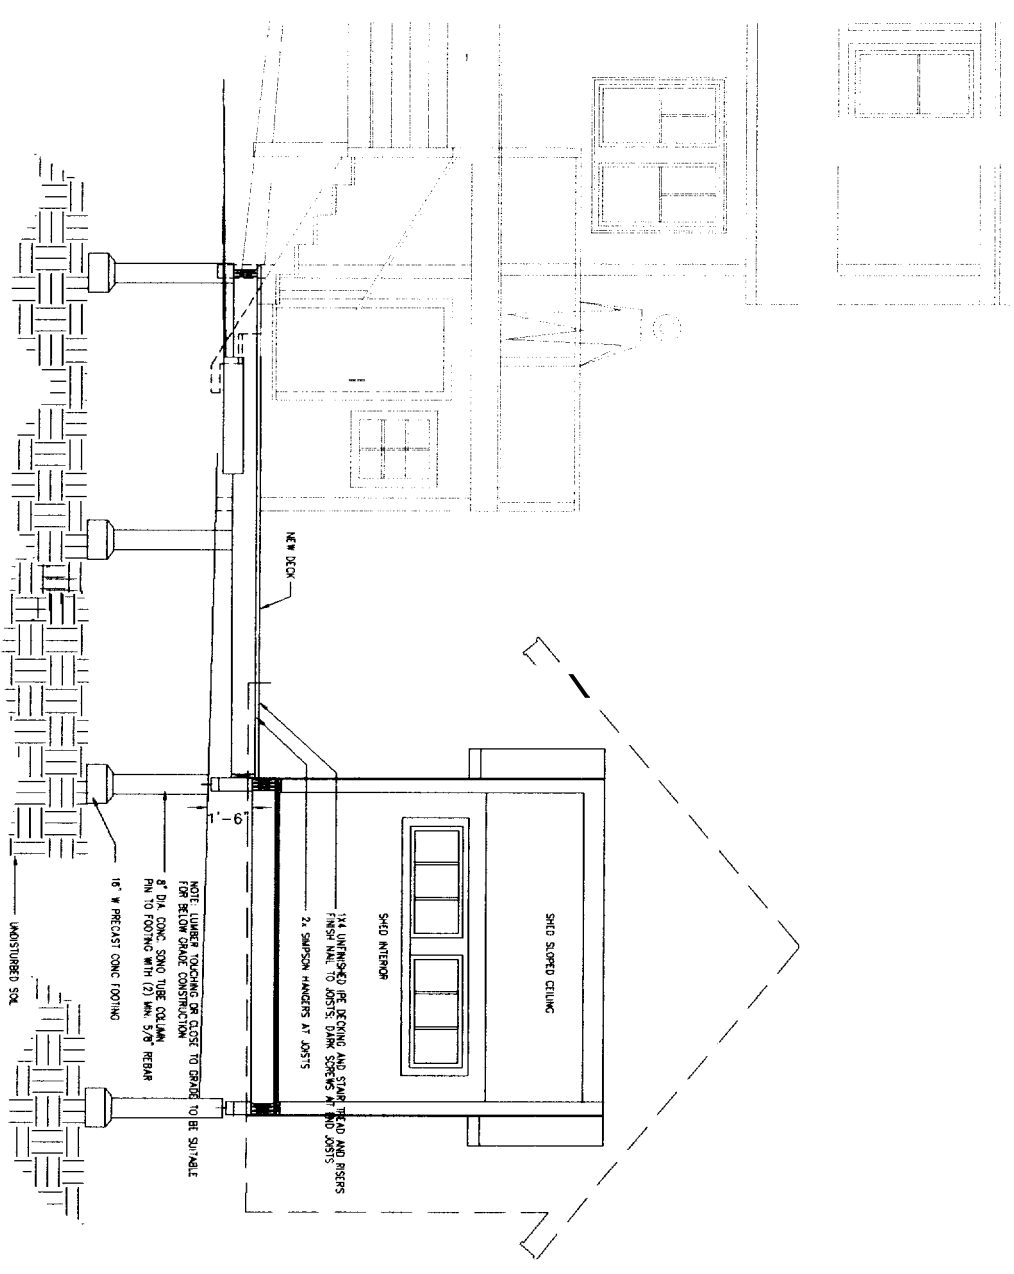 NEW DECK
SHED SLOPED CEILING
SHED INTERIOR
1X4 UNFINISHED IPE DECKING AND STAIR TREAD AND RISERS
FINISH NAIL TO JOISTS; DARK SCREWS AT END JOISTS
2x SIMPSON HANGERS AT JOISTS
1'-6"
NOTE: LUMBER TOUCHING OR CLOSE TO GRADE TO BE SUITABLE
FOR BELOW GRADE CONSTRUCTION
8" DIA. CONC. SONO TUBE COLUMN
PIN TO FOOTING WITH (2) MIN. 5/8" REBAR
16" W PRECAST CONC FOOTING
UNDISTURBED SOIL